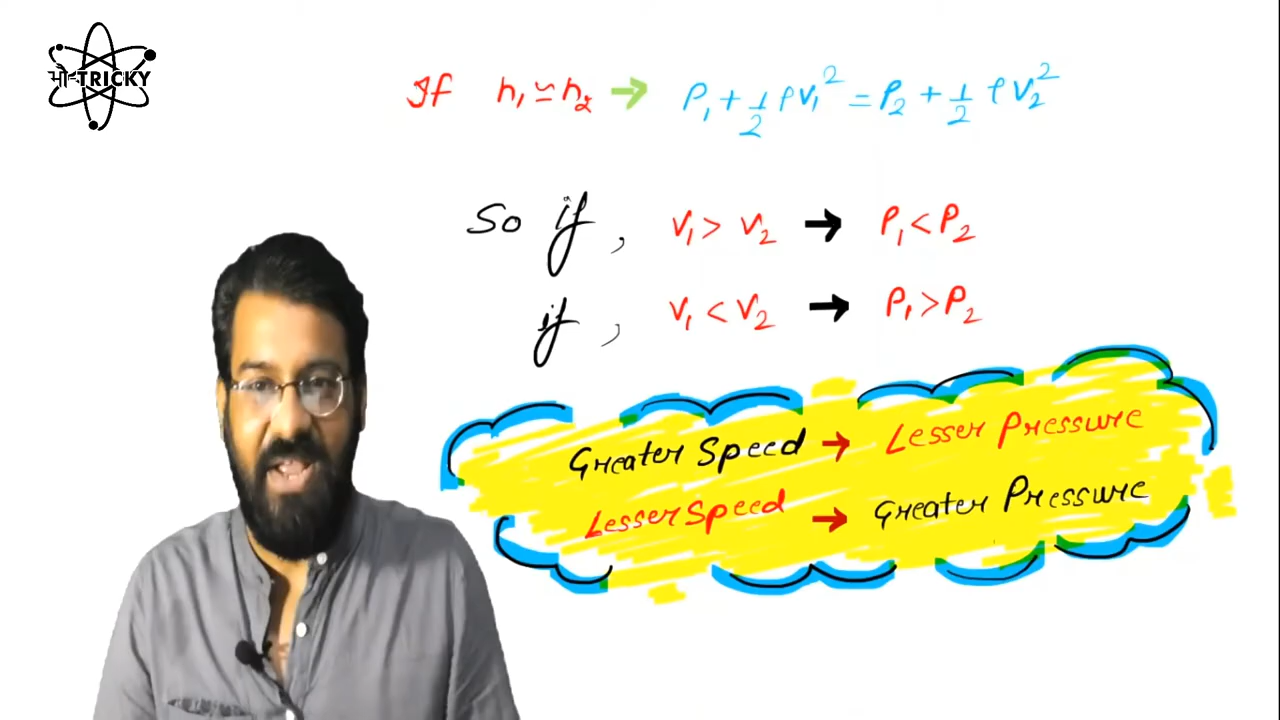 भौ-TRICKY
If h₁ ≃ h₂ → P₁ + 1/2 ρv₁² = P₂ + 1/2 ρv₂²
So if , v₁ > v₂ → P₁ < P₂
if , v₁ < v₂ → P₁ > P₂
Greater Speed → Lesser Pressure
Lesser Speed → Greater Pressure